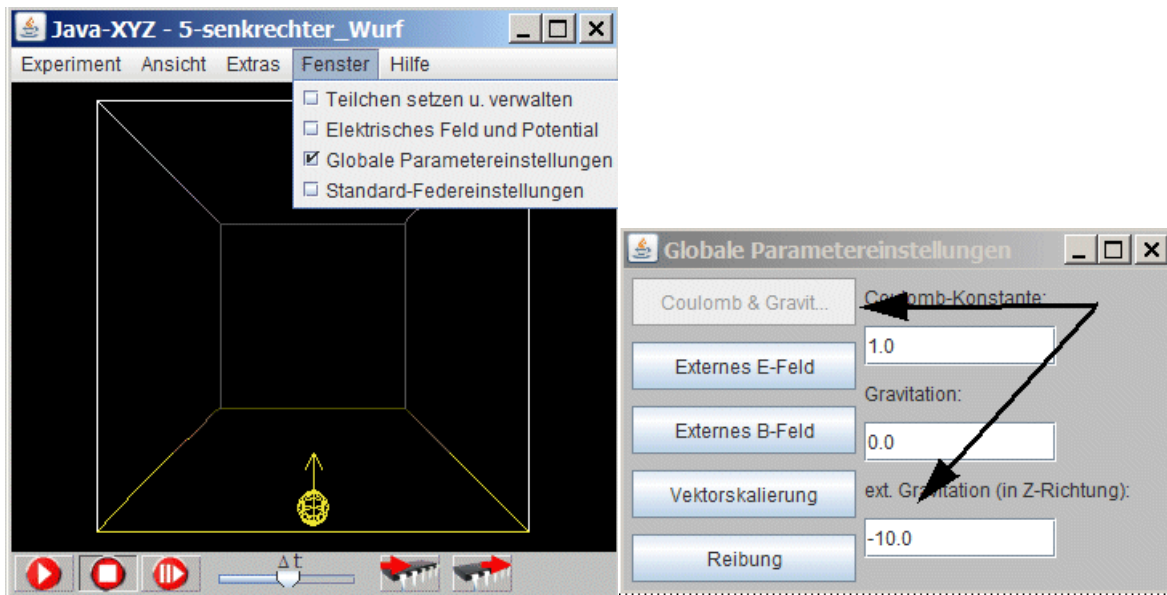 Java-XYZ - 5-senkrechter_Wurf
Experiment Ansicht Extras Fenster Hilfe
Teilchen setzen u. verwalten
Elektrisches Feld und Potential
Globale Parametereinstellungen
Standard-Federeinstellungen
Δt
Globale Parametereinstellungen
Coulomb & Gravit...
Externes E-Feld
Externes B-Feld
Vektorskalierung
Reibung
Coulomb-Konstante:
1.0
Gravitation:
0.0
ext. Gravitation (in Z-Richtung):
-10.0